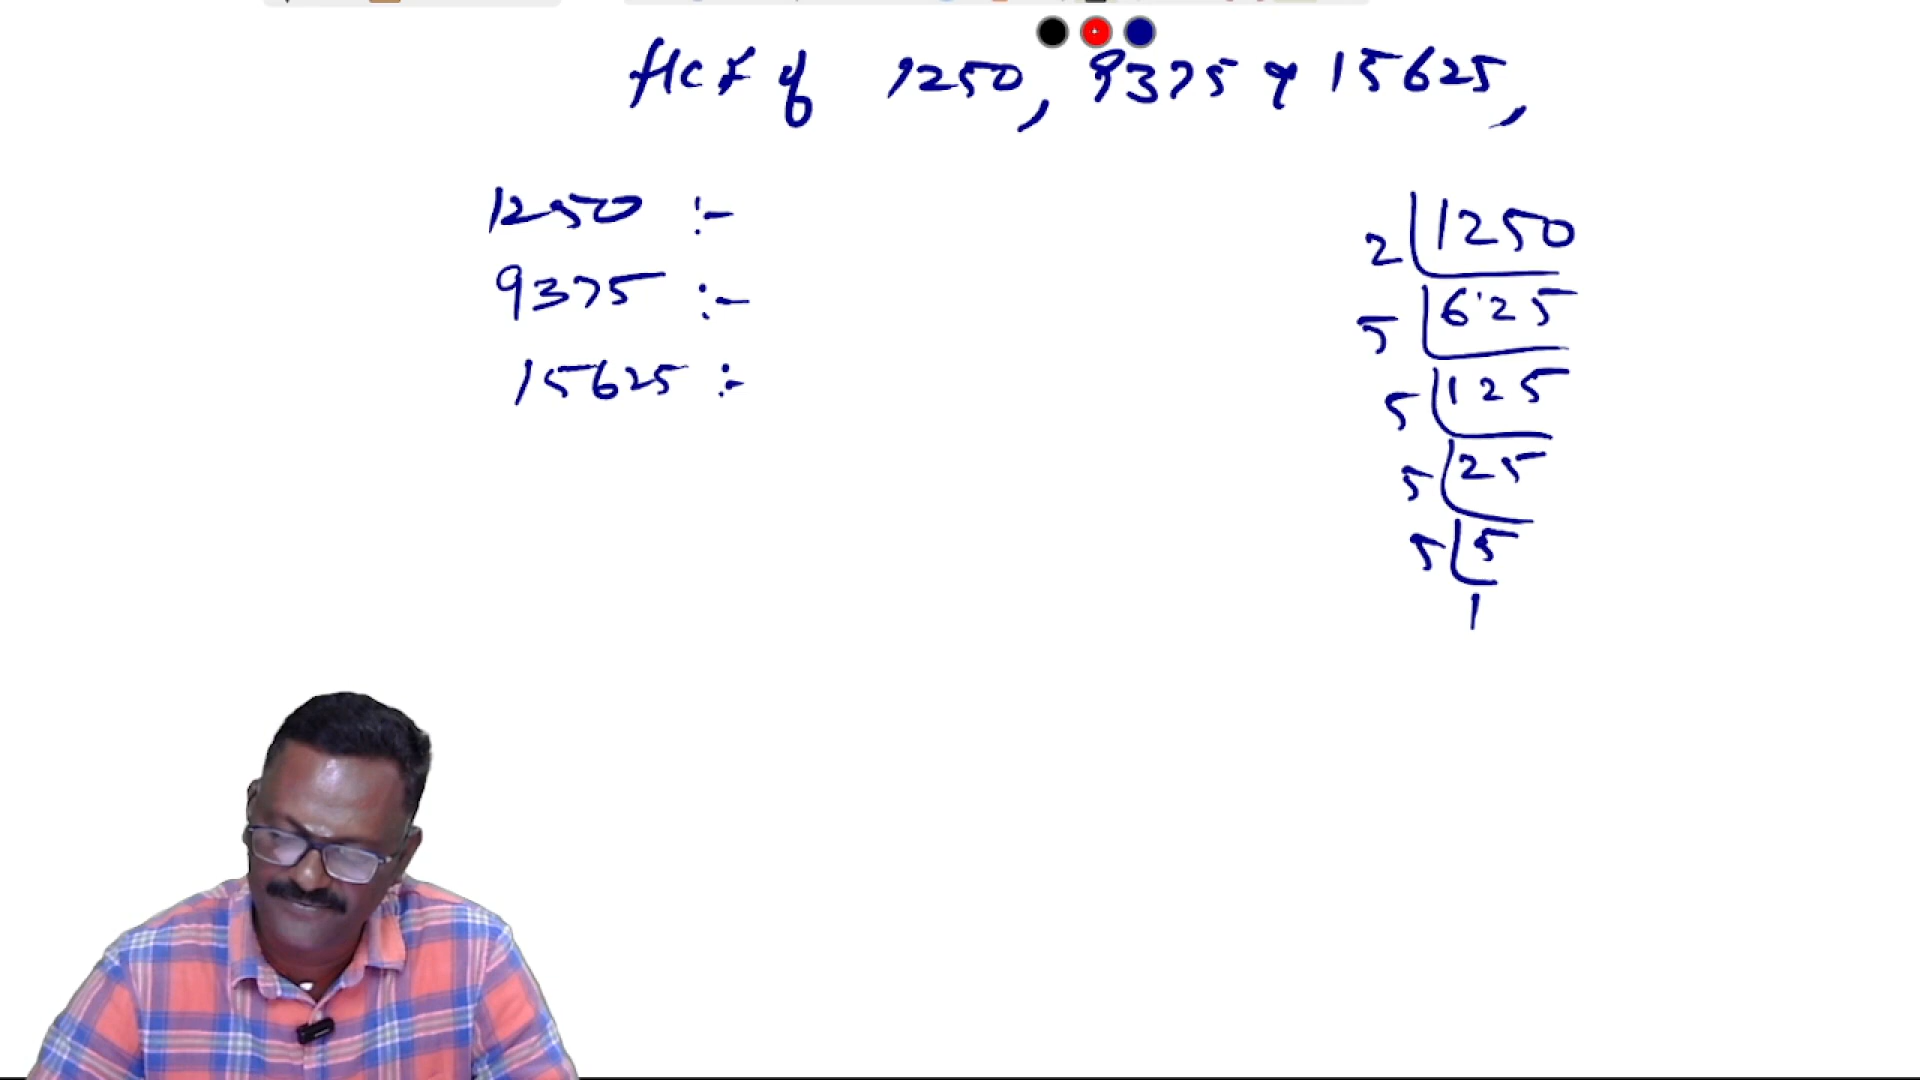 HCF of 1250, 9375 & 15625,
1250 :-
9375 :-
15625 :-
2 | 1250
5 | 625
5 | 125
5 | 25
5 | 5
1